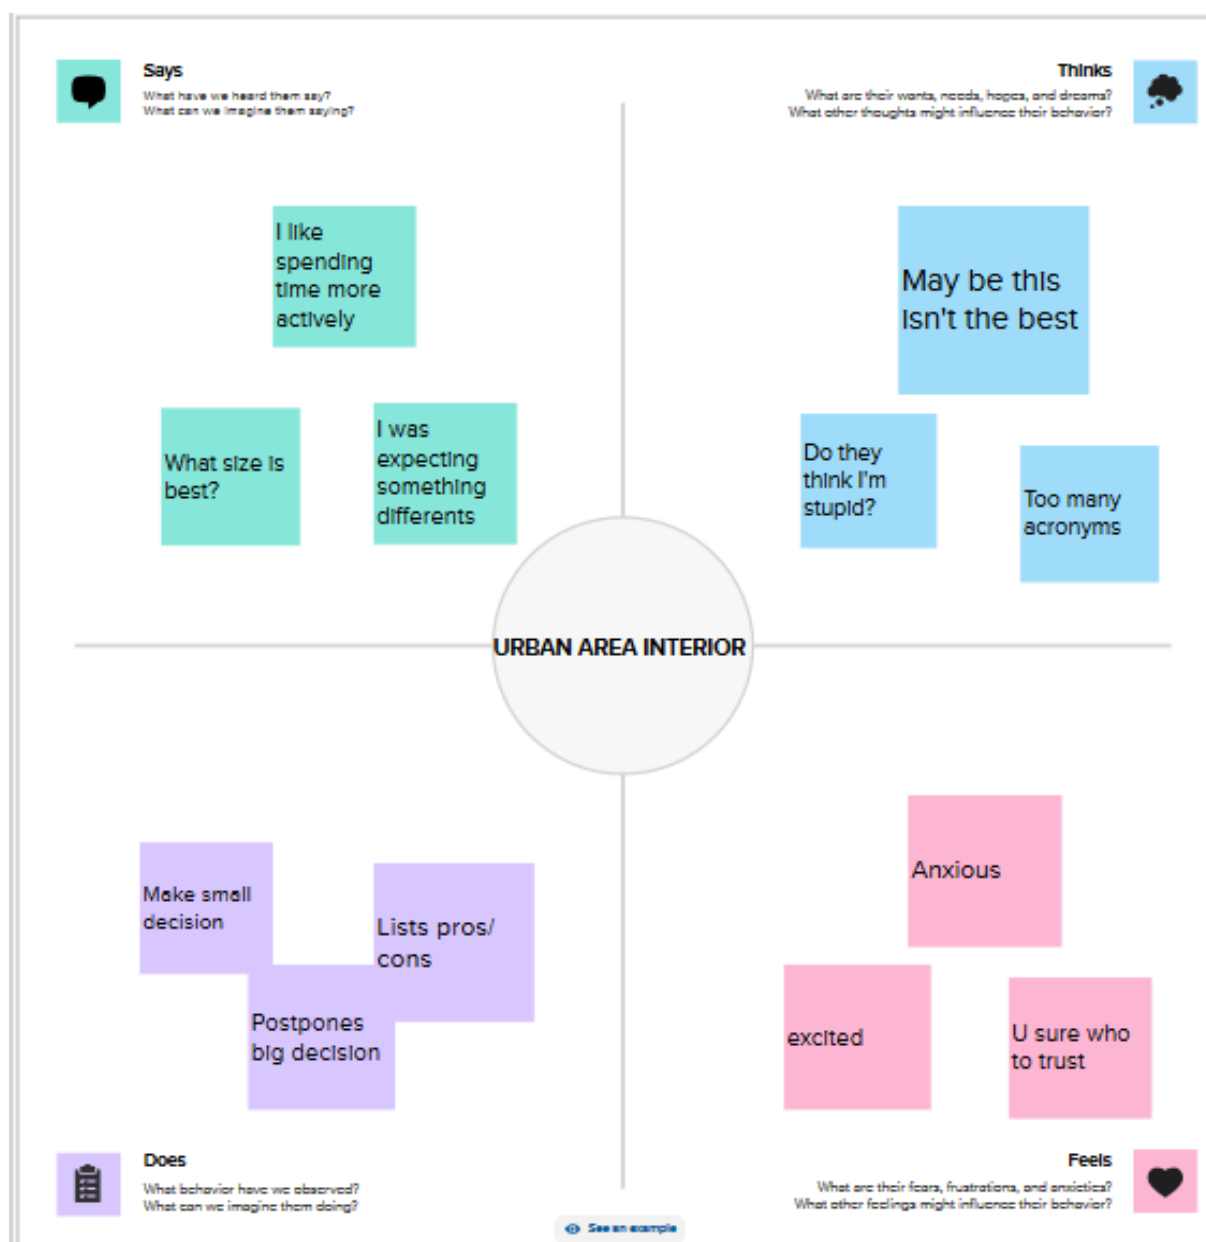 Says
What have we heard them say?
What can we imagine them saying?
Thinks
What are their wants, needs, hopes, and dreams?
What other thoughts might influence their behavior?
I like
spending
time more
actively
What size is
best?
I was
expecting
something
differents
May be this
isn't the best
Do they
think I'm
stupid?
Too many
acronyms
URBAN AREA INTERIOR
Make small
decision
Lists pros/
cons
Postpones
big decision
Anxious
excited
U sure who
to trust
Does
What behavior have we observed?
What can we imagine them doing?
Feels
What are their fears, frustrations, and anxieties?
What other feelings might influence their behavior?
See an example